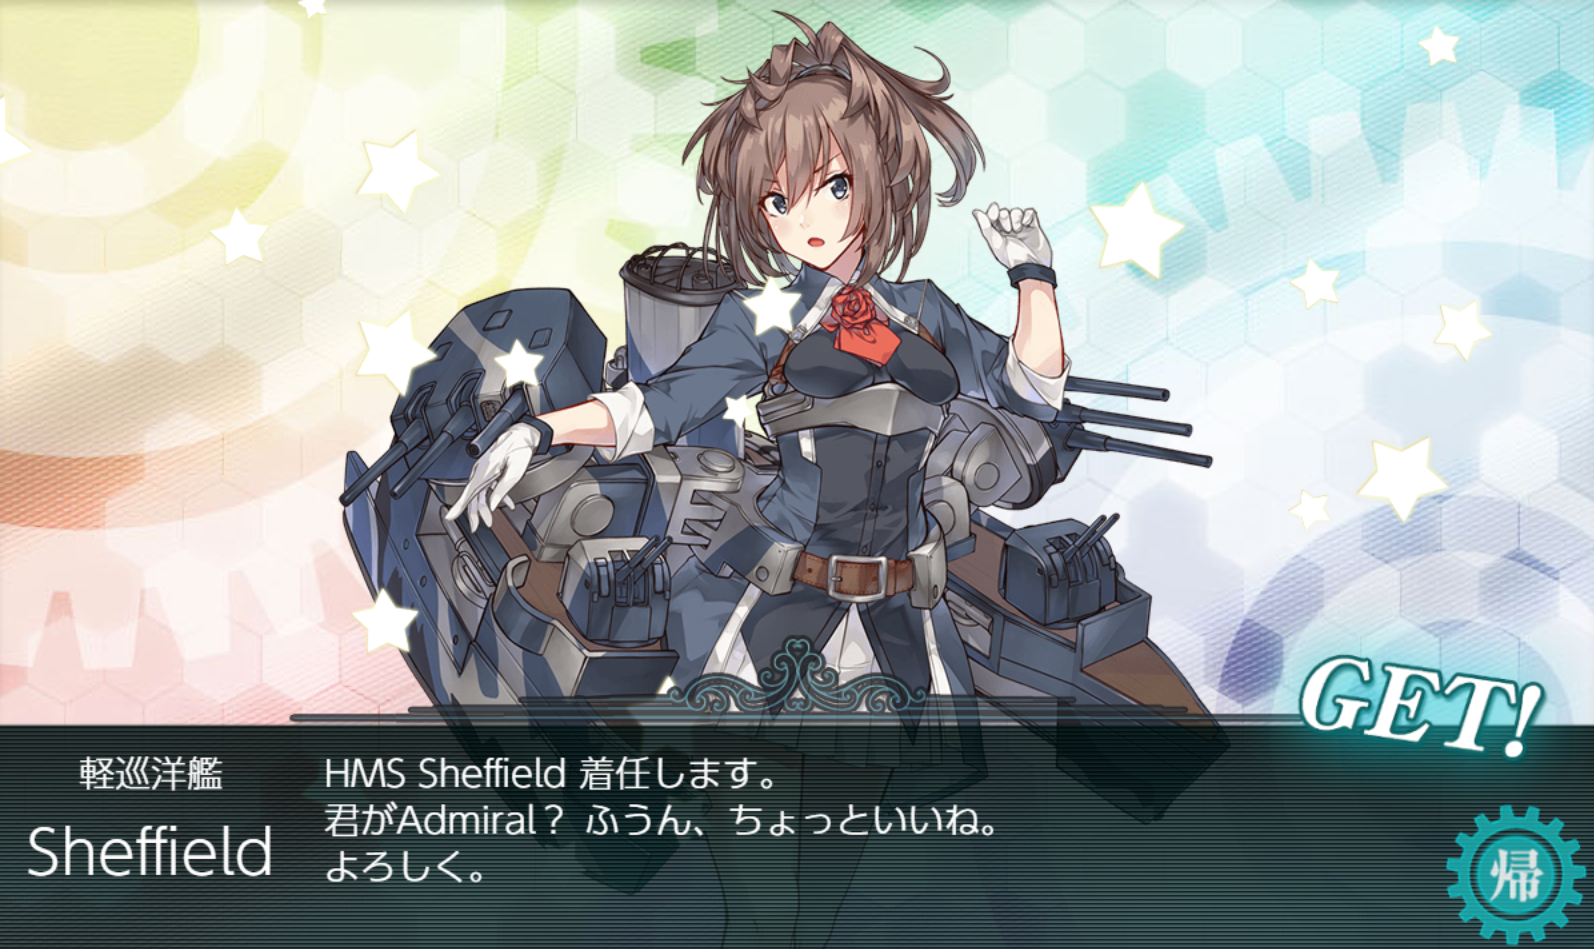 GET!
軽巡洋艦
Sheffield
HMS Sheffield 着任します。
君がAdmiral？ ふうん、ちょっといいね。
よろしく。
帰